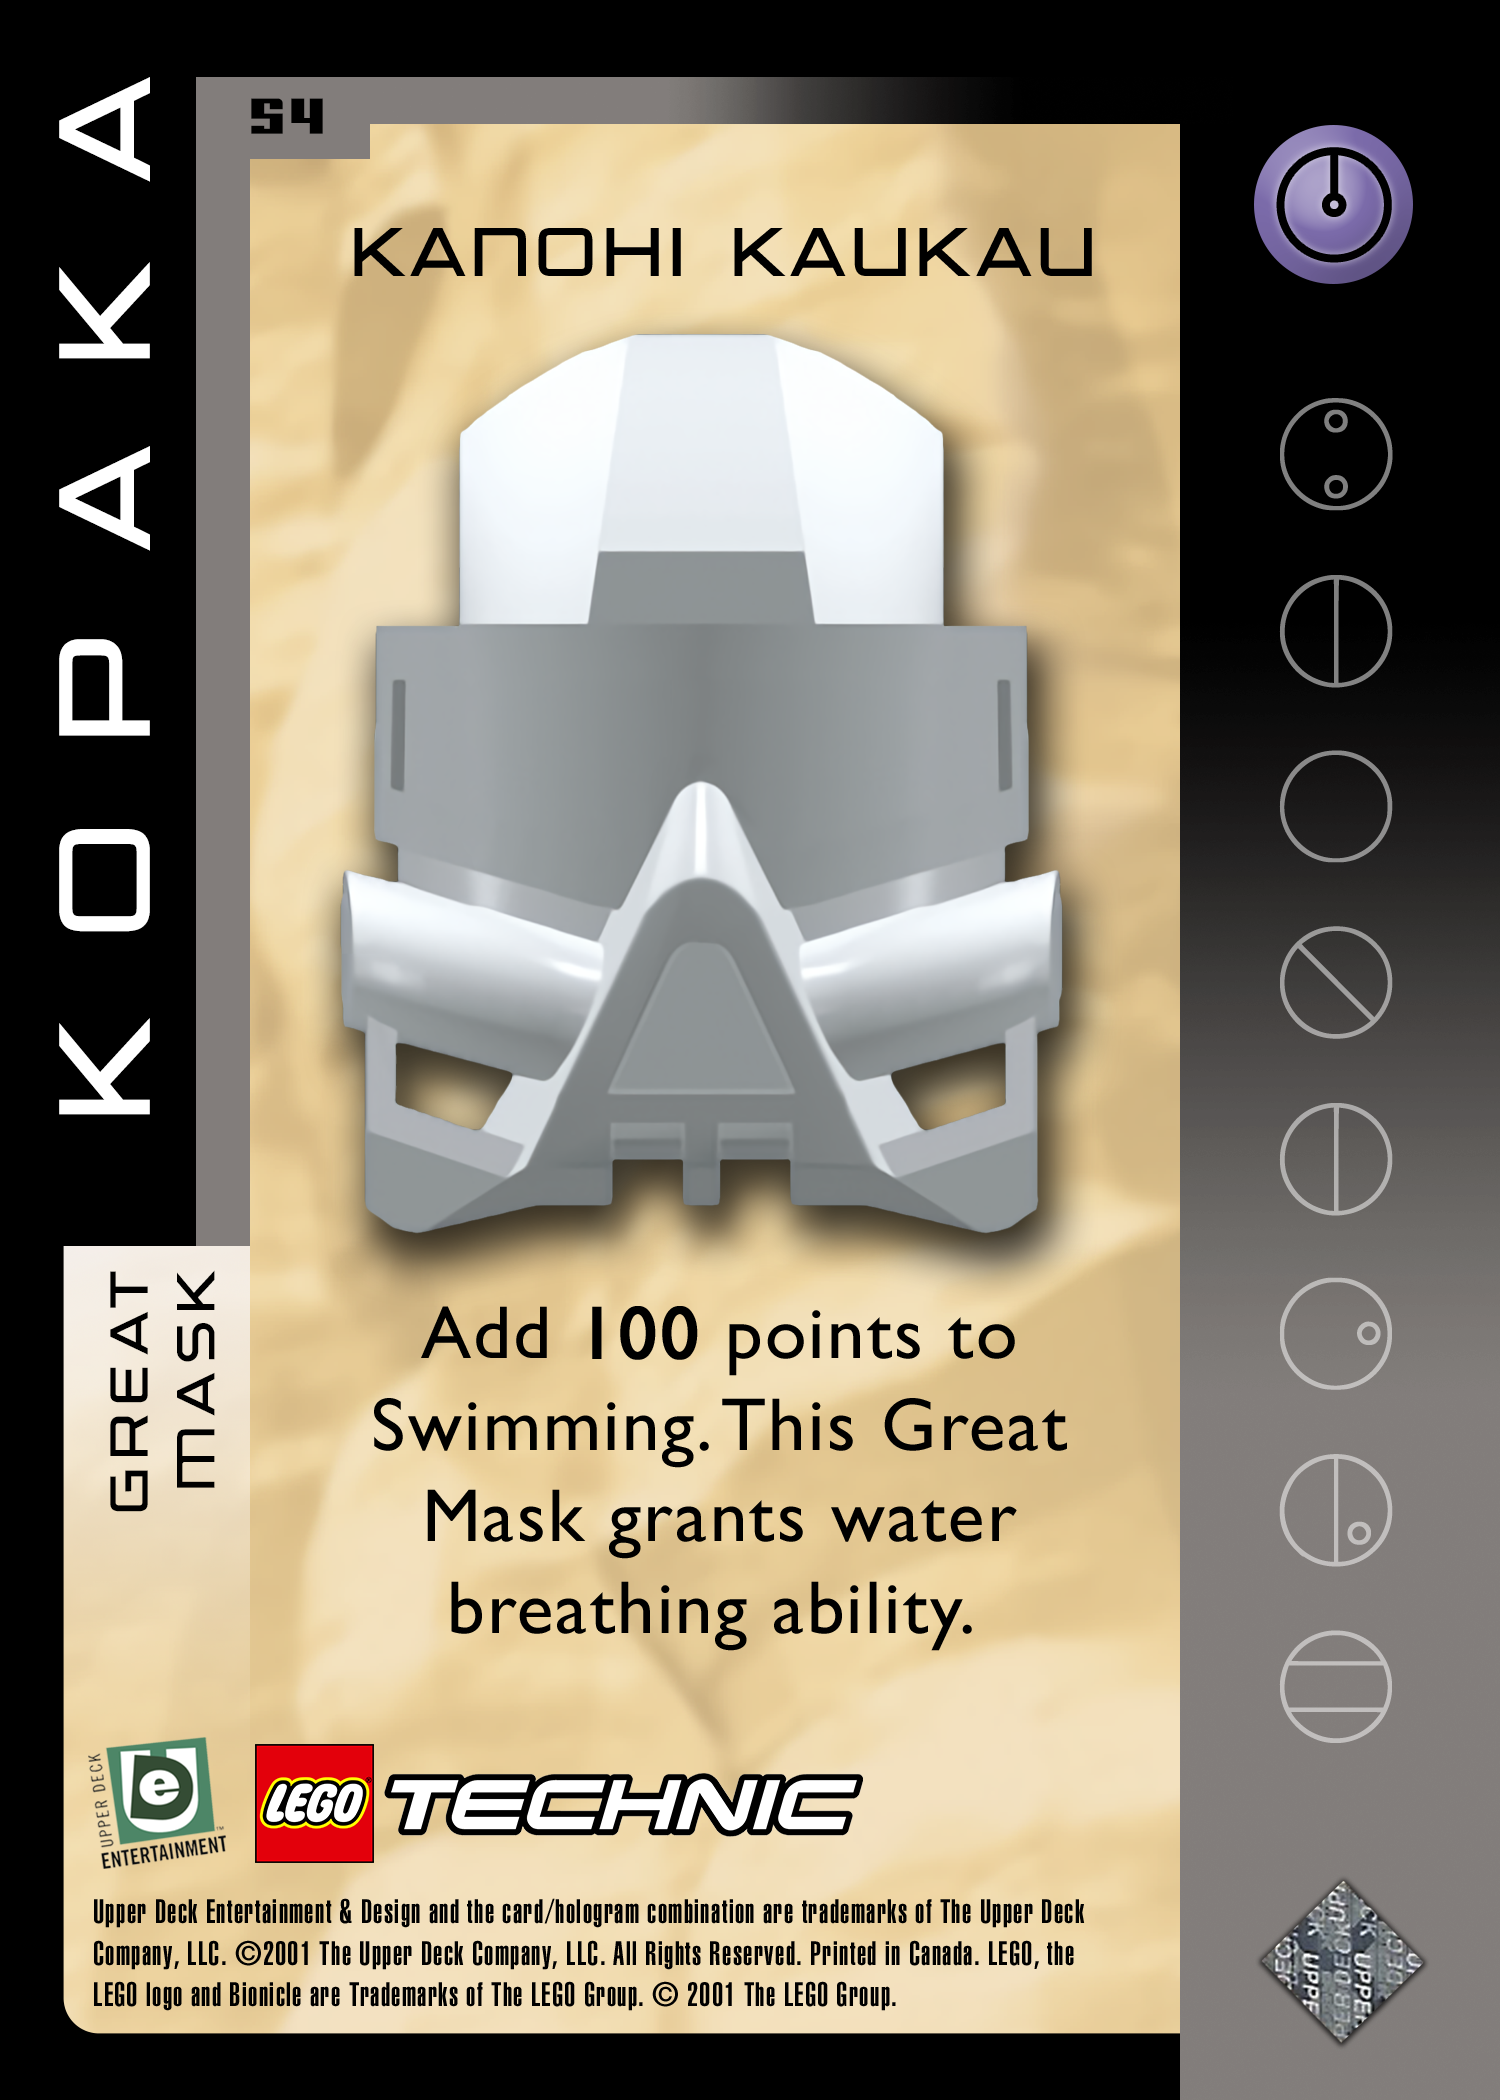 54
KOPAKA
KANOHI KAUKAU
GREAT
MASK
Add 100 points to
Swimming. This Great
Mask grants water
breathing ability.
UPPER DECK
ENTERTAINMENT
LEGO TECHNIC
Upper Deck Entertainment & Design and the card/hologram combination are trademarks of The Upper Deck
Company, LLC. ©2001 The Upper Deck Company, LLC. All Rights Reserved. Printed in Canada. LEGO, the
LEGO logo and Bionicle are Trademarks of The LEGO Group. © 2001 The LEGO Group.